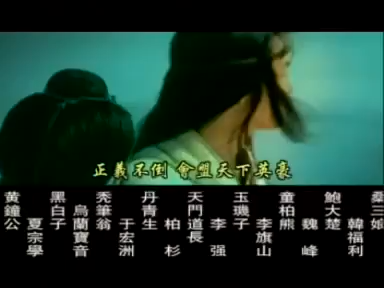 正義不倒 會盟天下英豪
桑三娘
韓福利
鮑大楚
魏峰
童柏熊
李旗山
玉璣子
李强
天門道長
柏杉
丹青生
于宏洲
禿筆翁
烏蘭寶音
黑白子
夏宗學
黃鐘公